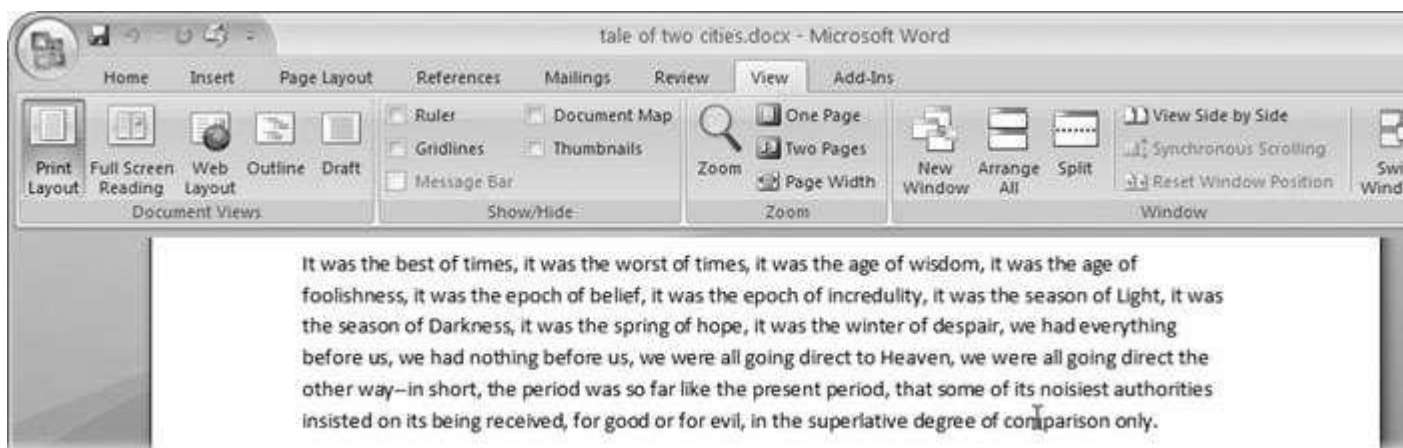 tale of two cities.docx - Microsoft Word
Home Insert Page Layout References Mailings Review View Add-Ins
Print Layout
Full Screen Reading
Web Layout
Outline
Draft
Document Views
Ruler
Gridlines
Message Bar
Document Map
Thumbnails
Show/Hide
Zoom
One Page
Two Pages
Page Width
Zoom
New Window
Arrange All
Split
View Side by Side
Synchronous Scrolling
Reset Window Position
Window
It was the best of times, it was the worst of times, it was the age of wisdom, it was the age of
foolishness, it was the epoch of belief, it was the epoch of incredulity, it was the season of Light, it was
the season of Darkness, it was the spring of hope, it was the winter of despair, we had everything
before us, we had nothing before us, we were all going direct to Heaven, we were all going direct the
other way--in short, the period was so far like the present period, that some of its noisiest authorities
insisted on its being received, for good or for evil, in the superlative degree of comparison only.